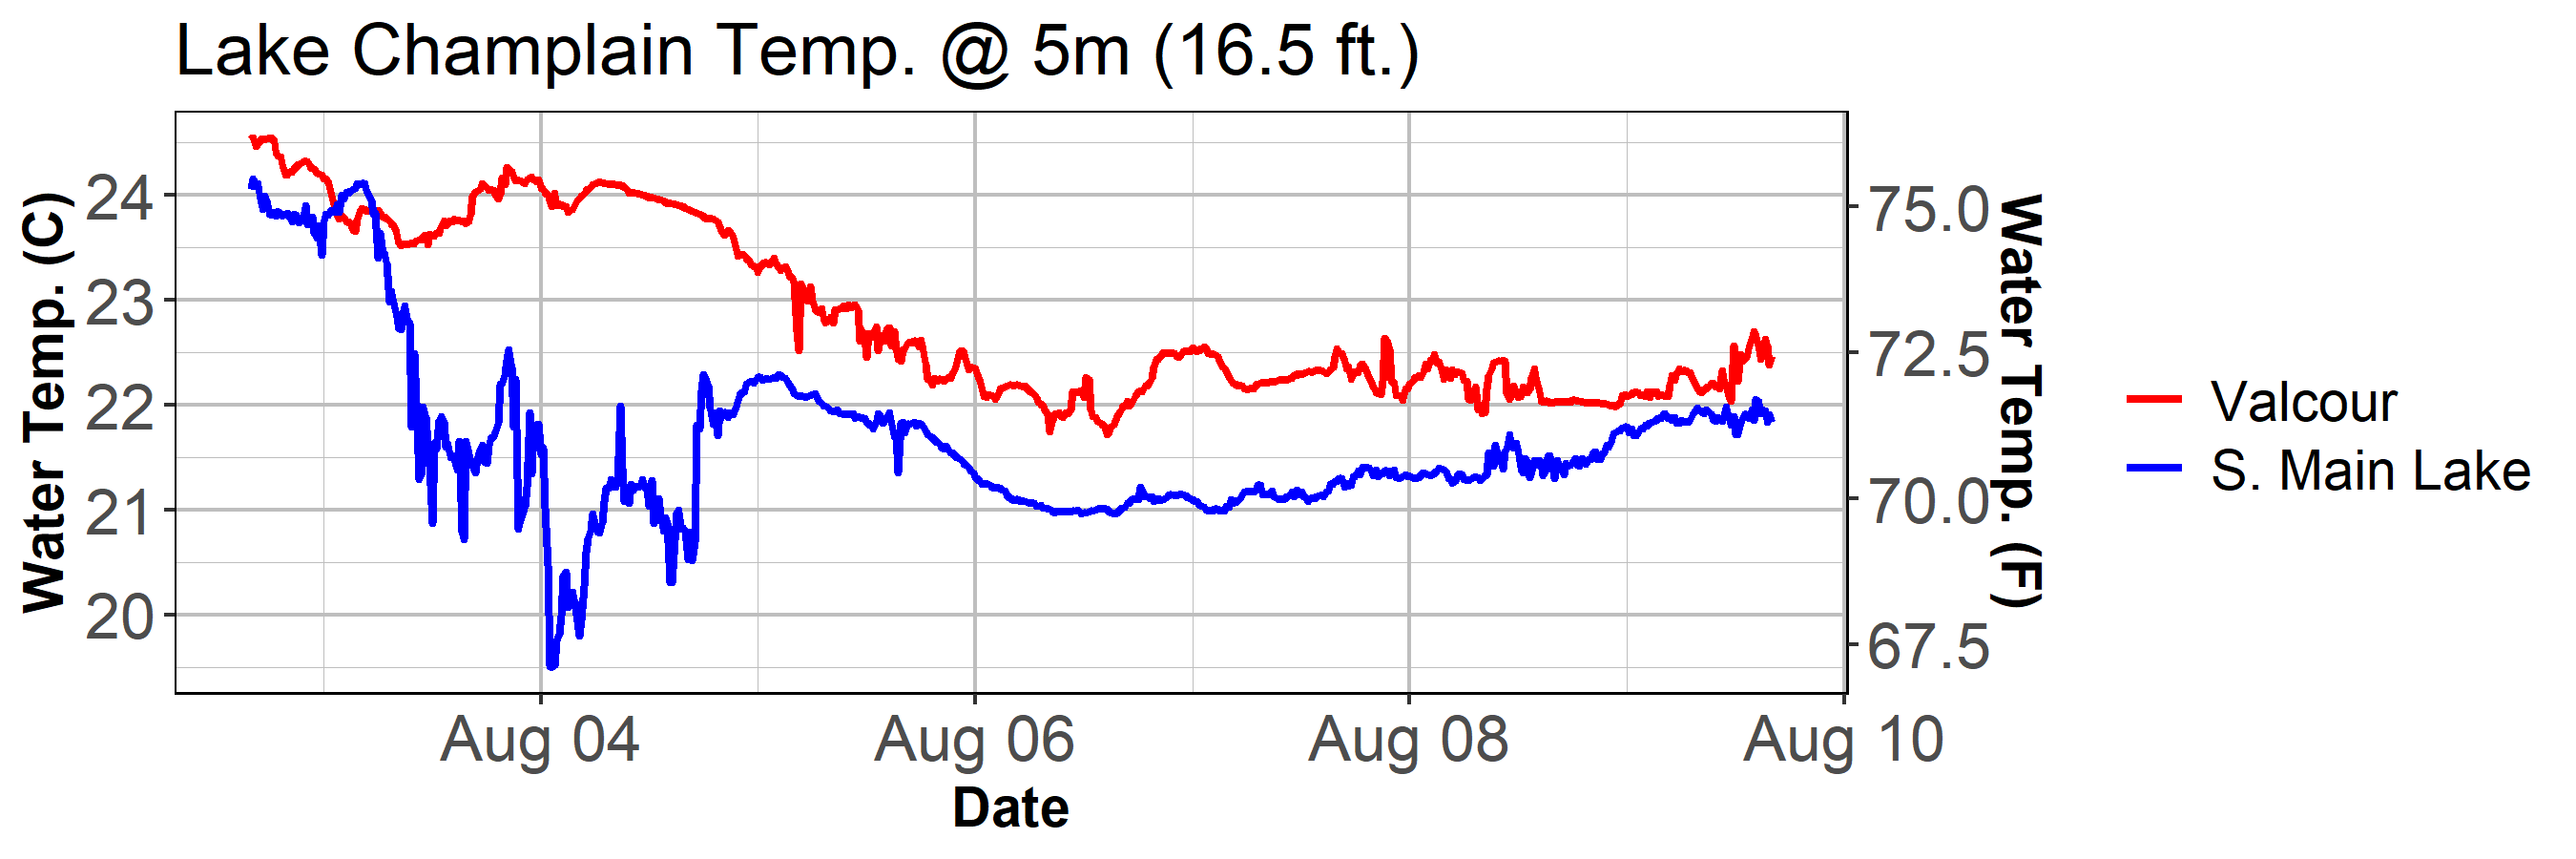 Lake Champlain Temp. @ 5m (16.5 ft.)
Water Temp. (C)
24
23
22
21
20
75.0
72.5
70.0
67.5
Water Temp. (F)
Aug 04
Aug 06
Aug 08
Aug 10
Date
Valcour
S. Main Lake